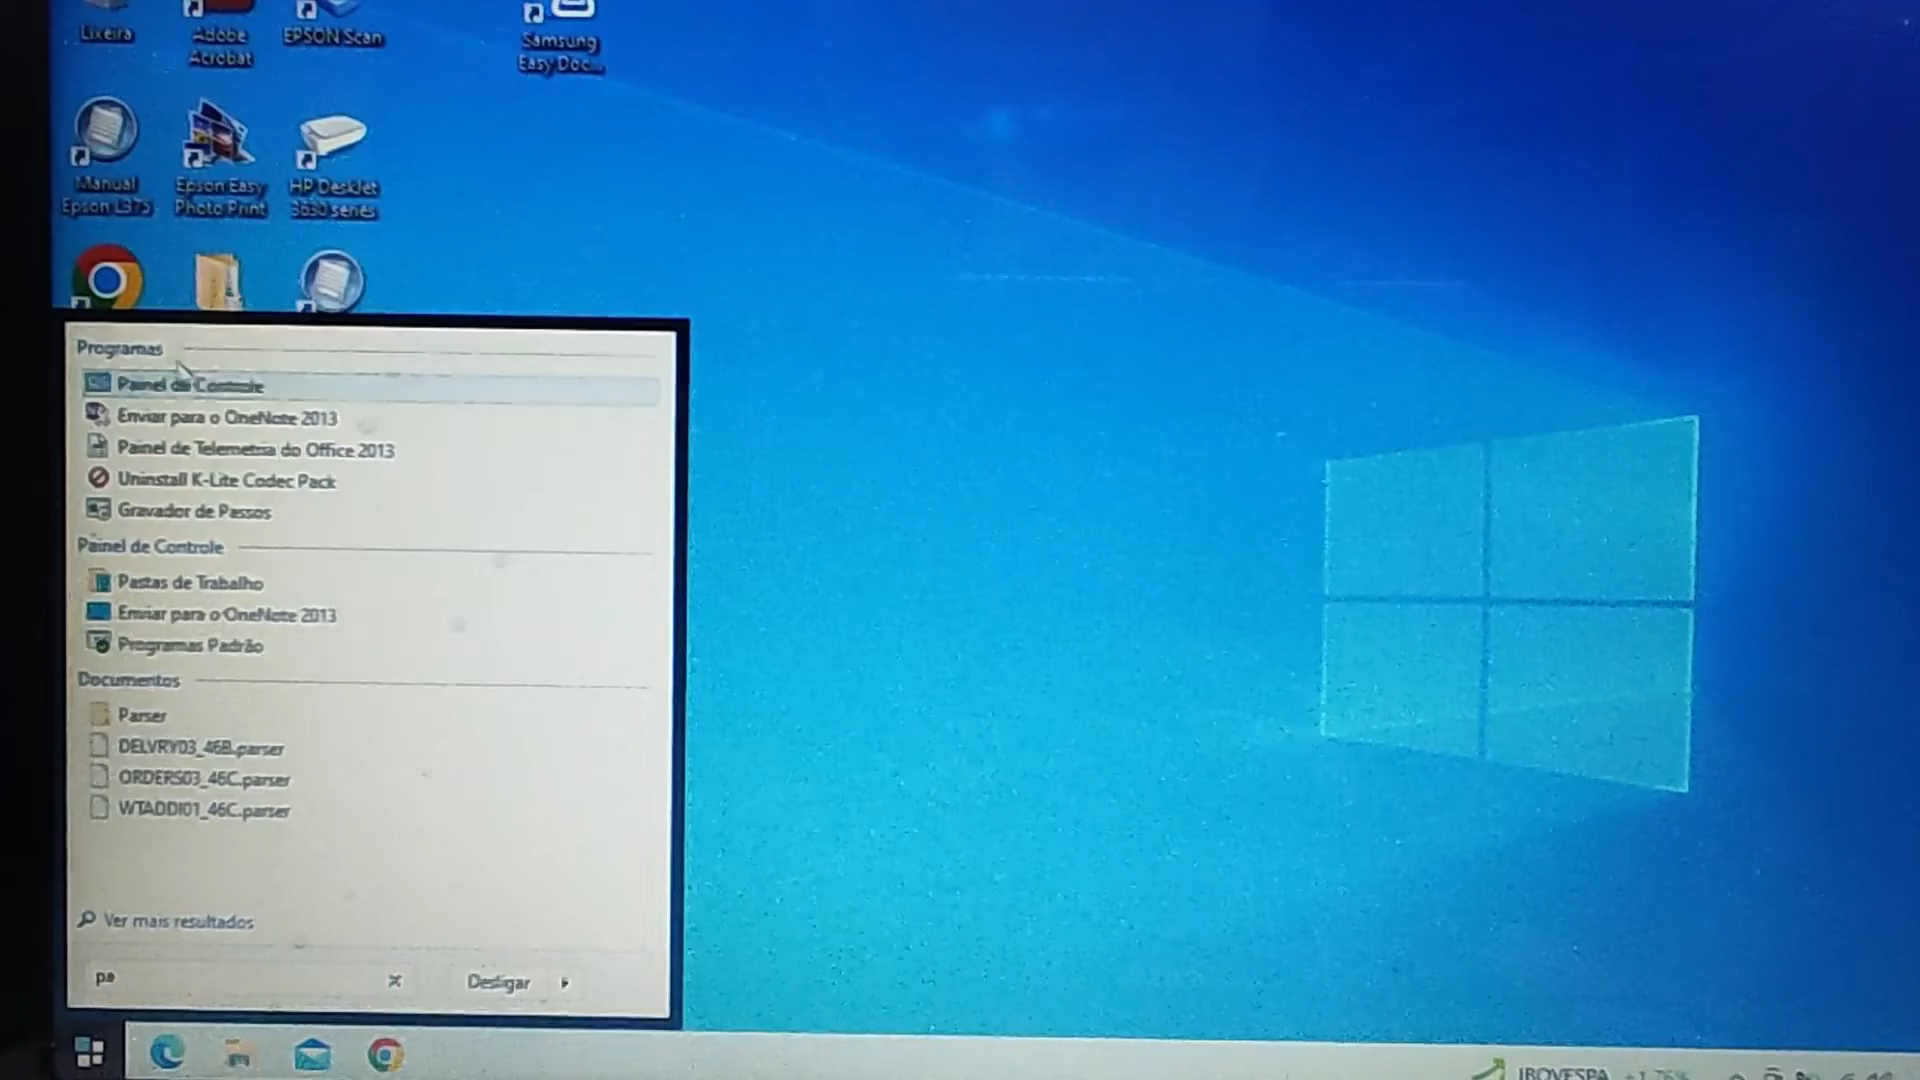 Lixeira
Adobe
Acrobat
EPSON Scan
Samsung
Easy Doc...
Manual
Epson L375
Epson Easy
Photo Print
HP DeskJet
3630 series
Programas
Painel de Controle
Enviar para o OneNote 2013
Painel de Telemetria do Office 2013
Uninstall K-Lite Codec Pack
Gravador de Passos
Painel de Controle
Pastas de Trabalho
Enviar para o OneNote 2013
Programas Padrão
Documentos
Parser
DELVRY03_46B.parser
ORDERS03_46C.parser
WTADDI01_46C.parser
Ver mais resultados
pa
Desligar
IBOVESPA +1,76%